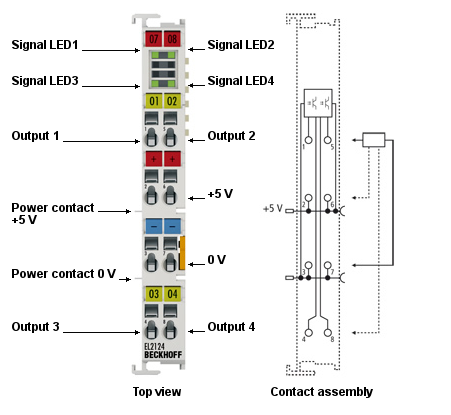 07 08
Signal LED1
Signal LED2
Signal LED3
Signal LED4
01 02
Output 1
Output 2
1 5
+ +
+5 V
2 6
Power contact
+5 V
+5 V
- -
0 V
3 7
Power contact 0 V
03 04
Output 3
Output 4
4 8
EL2124
BECKHOFF
Top view
Contact assembly